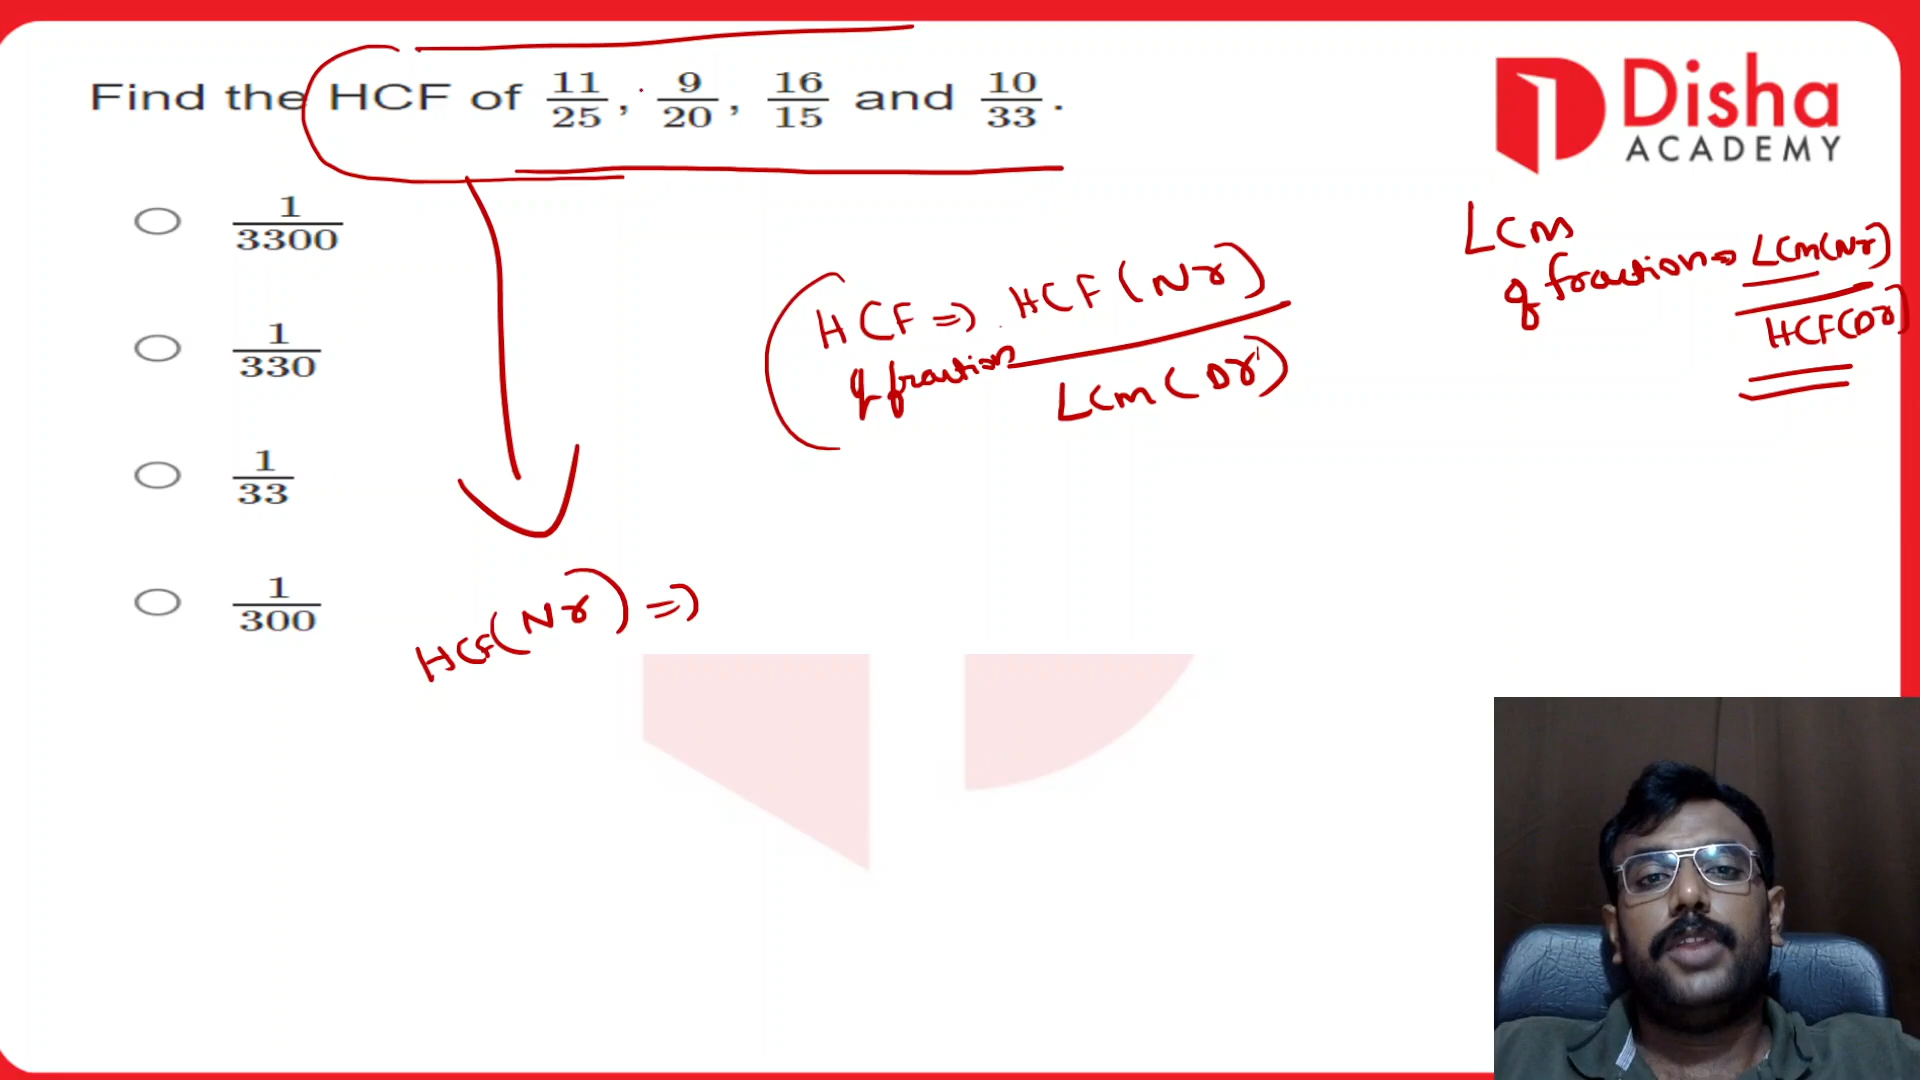 Find the HCF of 11/25, 9/20, 16/15 and 10/33.
Disha
ACADEMY
1/3300
1/330
1/33
1/300
LCM
of fraction => LCM(Nr)/HCF(Dr)
HCF => HCF(Nr)/LCM(Dr)
of fraction
HCF(Nr) =>